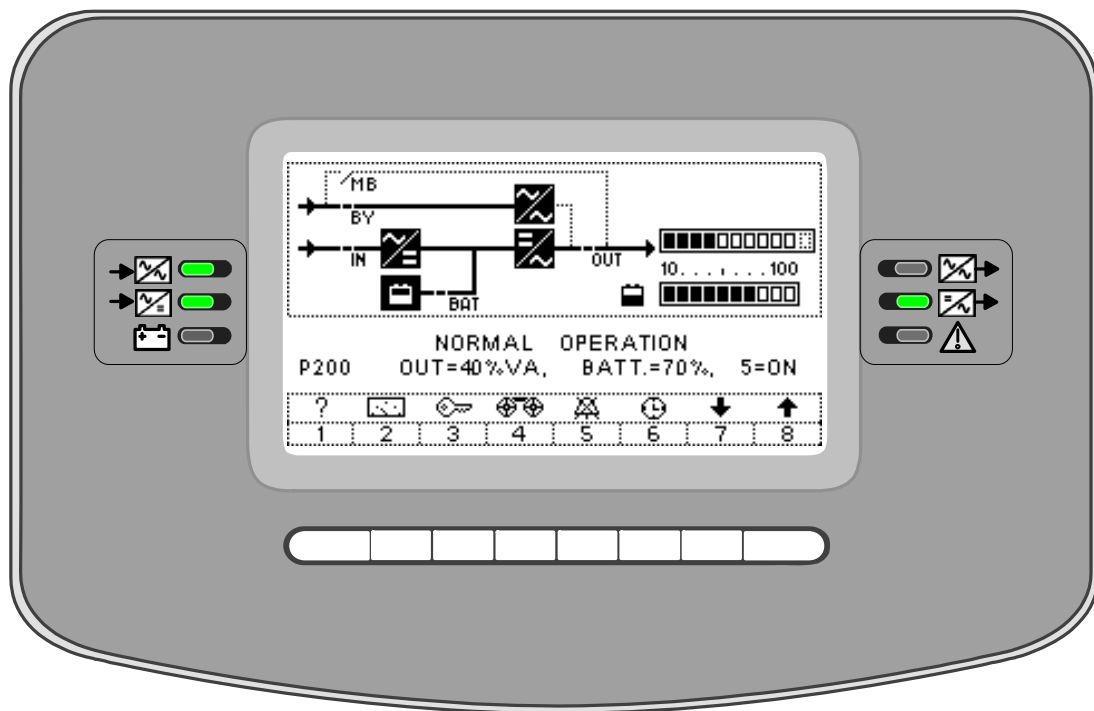 MB
BY
IN
OUT
BAT
10. . . ı . . . 100
NORMAL OPERATION
P200 OUT=40%VA, BATT.=70%, 5=ON
?
1 2 3 4 5 6 7 8